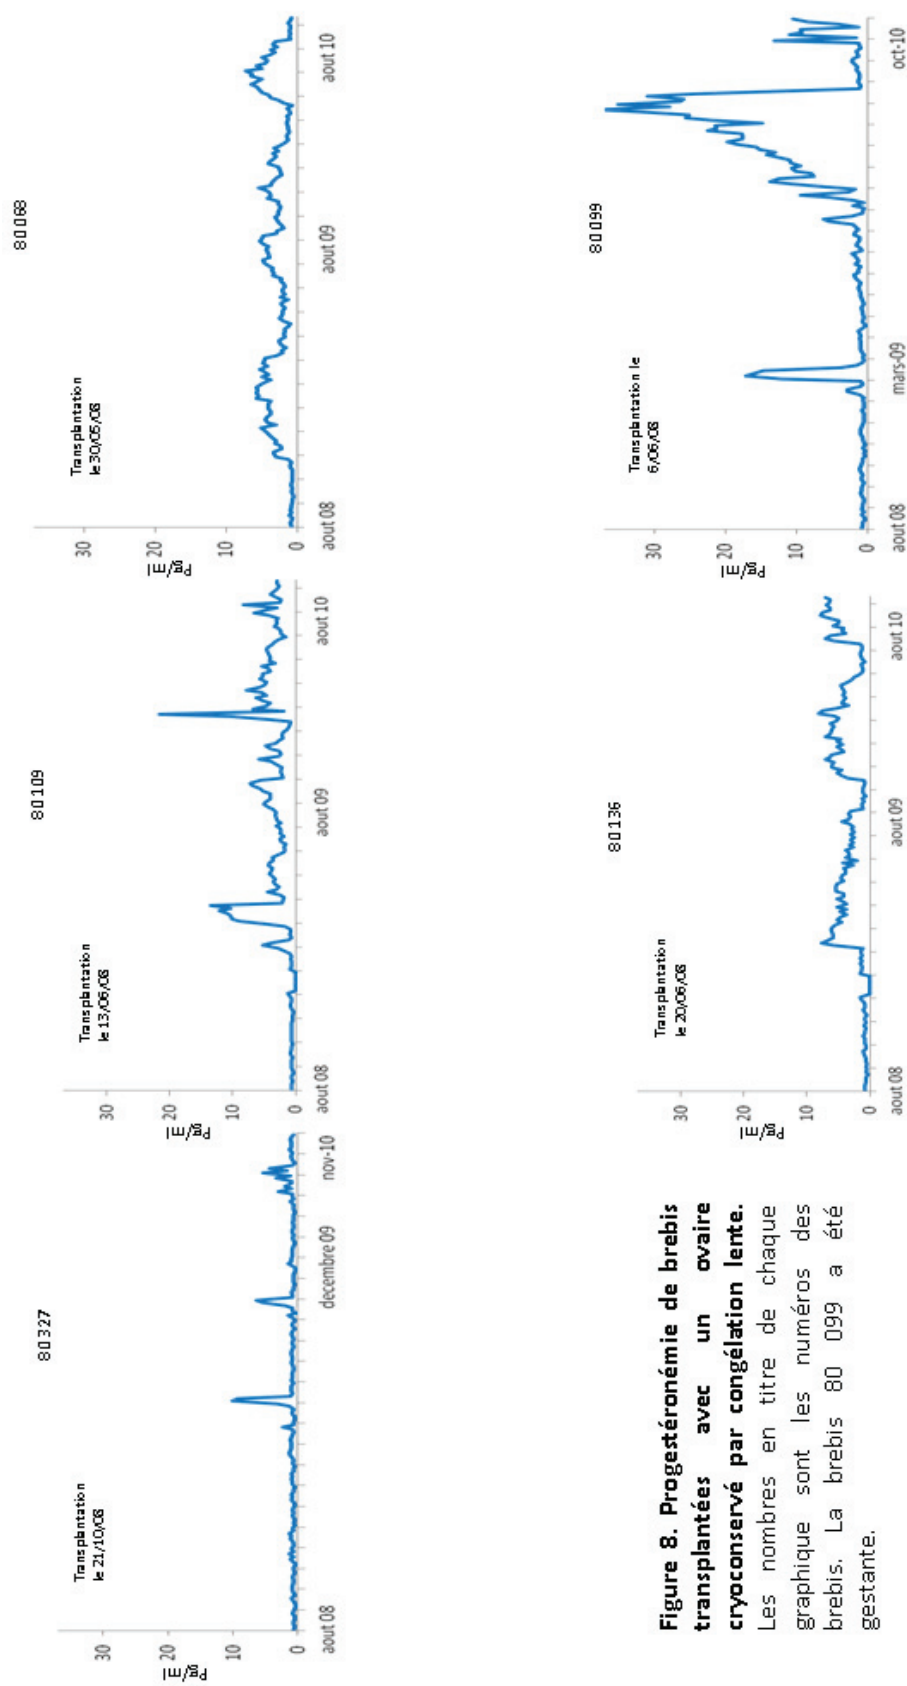 80327
Transplantation
le 21/10/08
Pg/ml
30
20
10
0
aout 08
decembre 09
nov-10
80109
Transplantation
le 13/06/08
Pg/ml
30
20
10
0
aout 08
aout 09
aout 10
80068
Transplantation
le 30/05/08
Pg/ml
30
20
10
0
aout 08
aout 09
aout 10
Figure 8. Progestéronémie de brebis
transplantées avec un ovaire
cryoconservé par congélation lente.
Les nombres en titre de chaque
graphique sont les numéros des
brebis. La brebis 80 099 a été
gestante.
80136
Transplantation
le 20/06/08
Pg/ml
30
20
10
0
aout 08
aout 09
aout 10
80099
Transplantation le
6/06/08
Pg/ml
30
20
10
0
aout 08
mars-09
oct-10